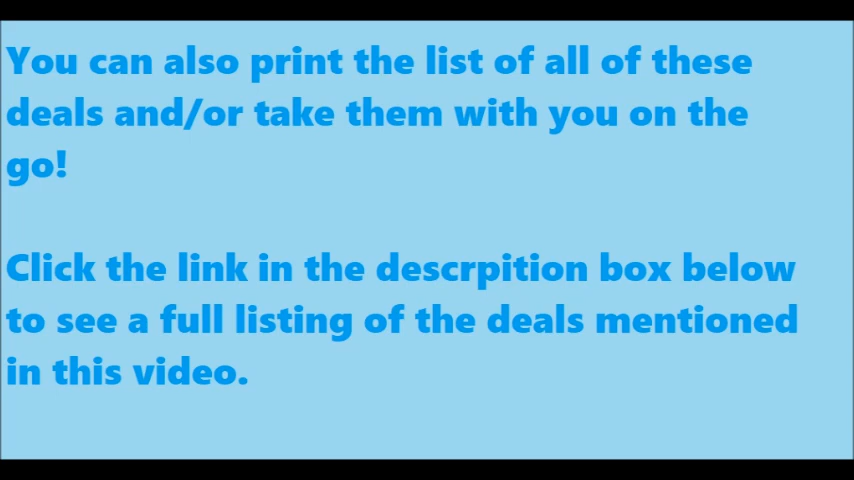 You can also print the list of all of these
deals and/or take them with you on the
go!
Click the link in the descrpition box below
to see a full listing of the deals mentioned
in this video.